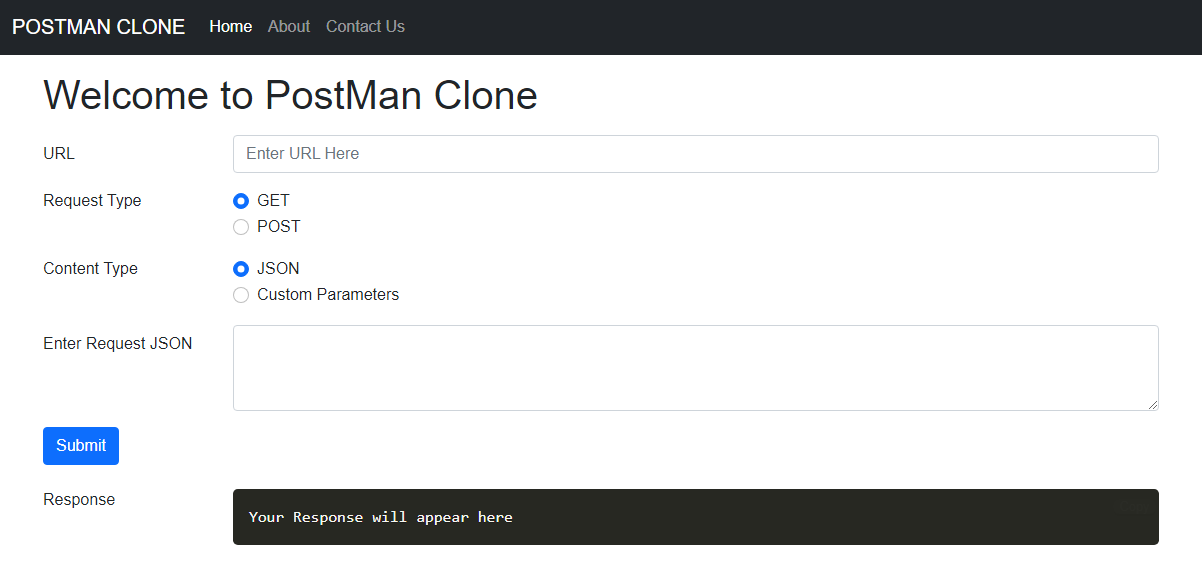 POSTMAN CLONE Home About Contact Us
Welcome to PostMan Clone
URL Enter URL Here
Request Type GET
POST
Content Type JSON
Custom Parameters
Enter Request JSON
Submit
Response Your Response will appear here